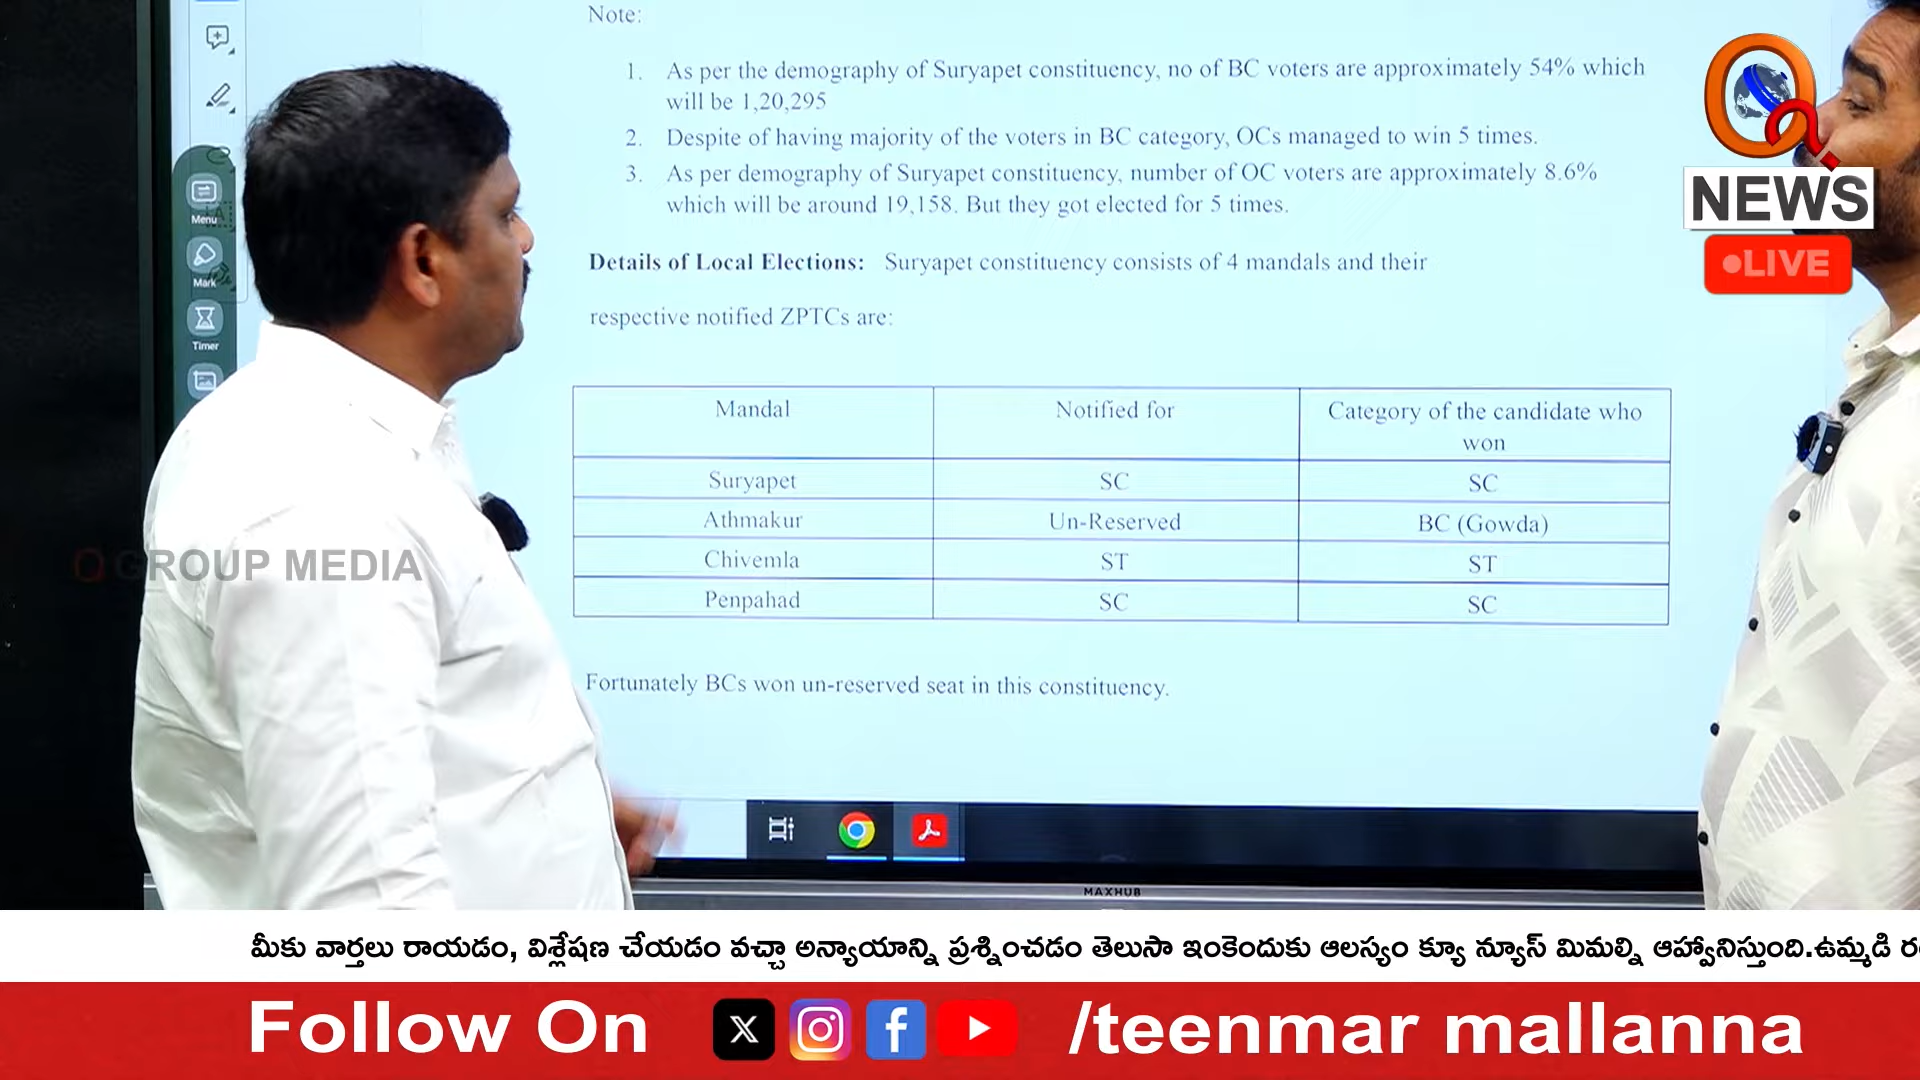 Note:
1. As per the demography of Suryapet constituency, no of BC voters are approximately 54% which
will be 1,20,295
2. Despite of having majority of the voters in BC category, OCs managed to win 5 times.
3. As per demography of Suryapet constituency, number of OC voters are approximately 8.6%
which will be around 19,158. But they got elected for 5 times.
Details of Local Elections: Suryapet constituency consists of 4 mandals and their
respective notified ZPTCs are:
Mandal Notified for Category of the candidate who
won
Suryapet SC SC
Athmakur Un-Reserved BC (Gowda)
Chivemla ST ST
Penpahad SC SC
Fortunately BCs won un-reserved seat in this constituency.
Menu
Mark
Timer
Q
NEWS
LIVE
Q GROUP MEDIA
MAXHUB
మీకు వార్తలు రాయడం, విశ్లేషణ చేయడం వచ్చా అన్యాయాన్ని ప్రశ్నించడం తెలుసా ఇంకెందుకు ఆలస్యం క్యూ న్యూస్ మిమల్ని ఆహ్వానిస్తుంది.ఉమ్మడి
Follow On /teenmar mallanna